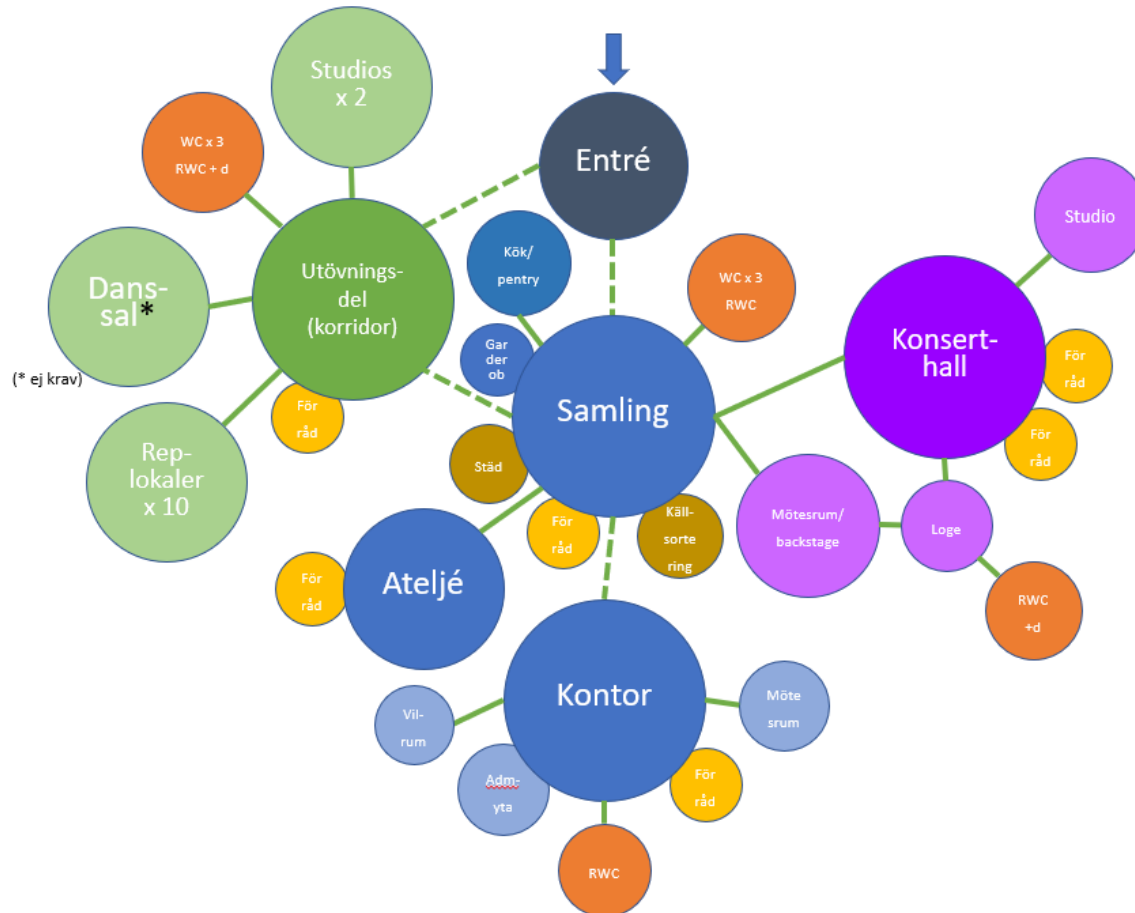 Studios
x 2
WC x 3
RWC + d
Entré
Studio
Kök/
pentry
WC x 3
RWC
Utövnings-
del
(korridor)
Dans-
sal*
(* ej krav)
Gar
der
ob
Konsert-
hall
För
råd
För
råd
För
råd
Samling
Rep-
lokaler
x 10
Städ
För
råd
Käll-
sorte
ring
Mötesrum/
backstage
Loge
Ateljé
För
råd
RWC
+d
Kontor
Vil-
rum
Möte
srum
Adm-
yta
För
råd
RWC